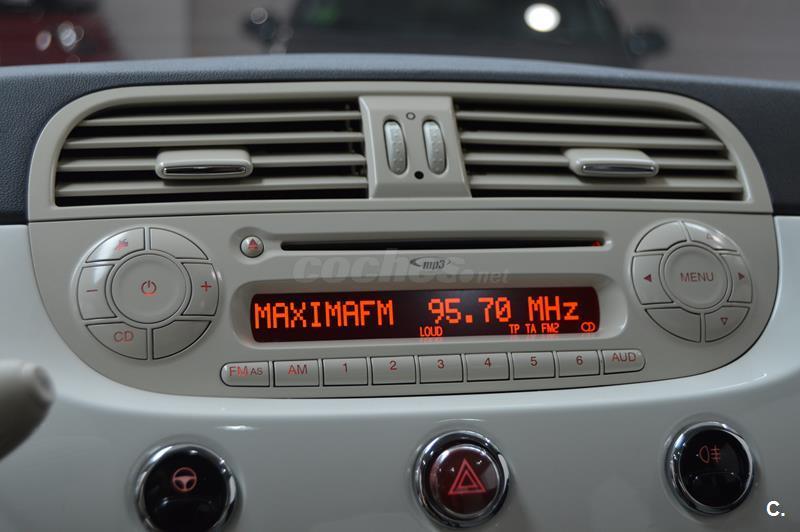 mp3
coches.net
MENU
CD
MAXIMAFM 95.70 MHz
LOUD TP TA FM2 CD
FM AS AM 1 2 3 4 5 6 AUD
C.